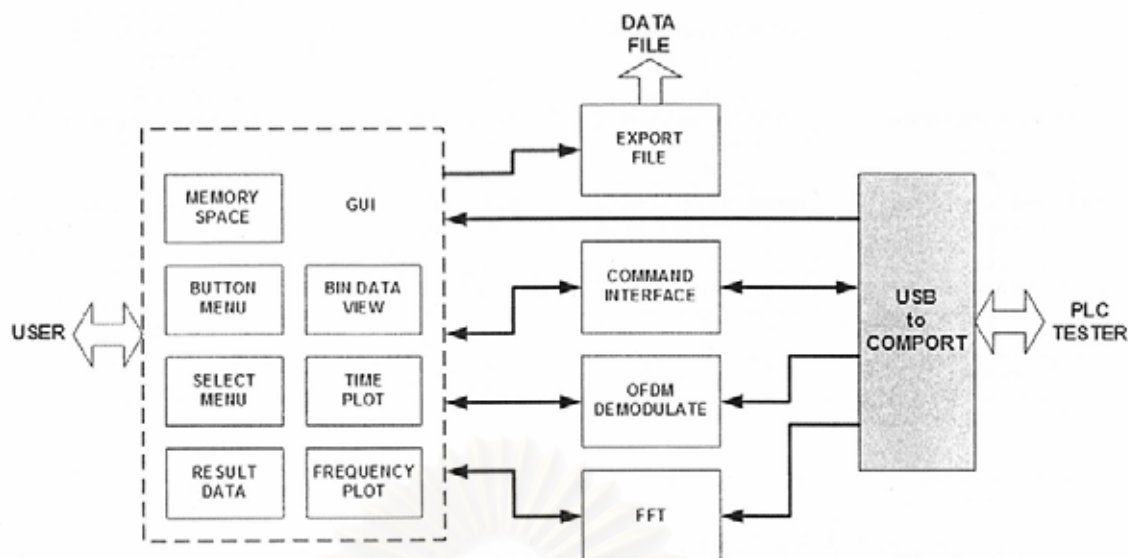 DATA
FILE
EXPORT
FILE
MEMORY
SPACE
GUI
BUTTON
MENU
BIN DATA
VIEW
COMMAND
INTERFACE
USB
to
COMPORT
USER
PLC
TESTER
SELECT
MENU
TIME
PLOT
OFDM
DEMODULATE
RESULT
DATA
FREQUENCY
PLOT
FFT